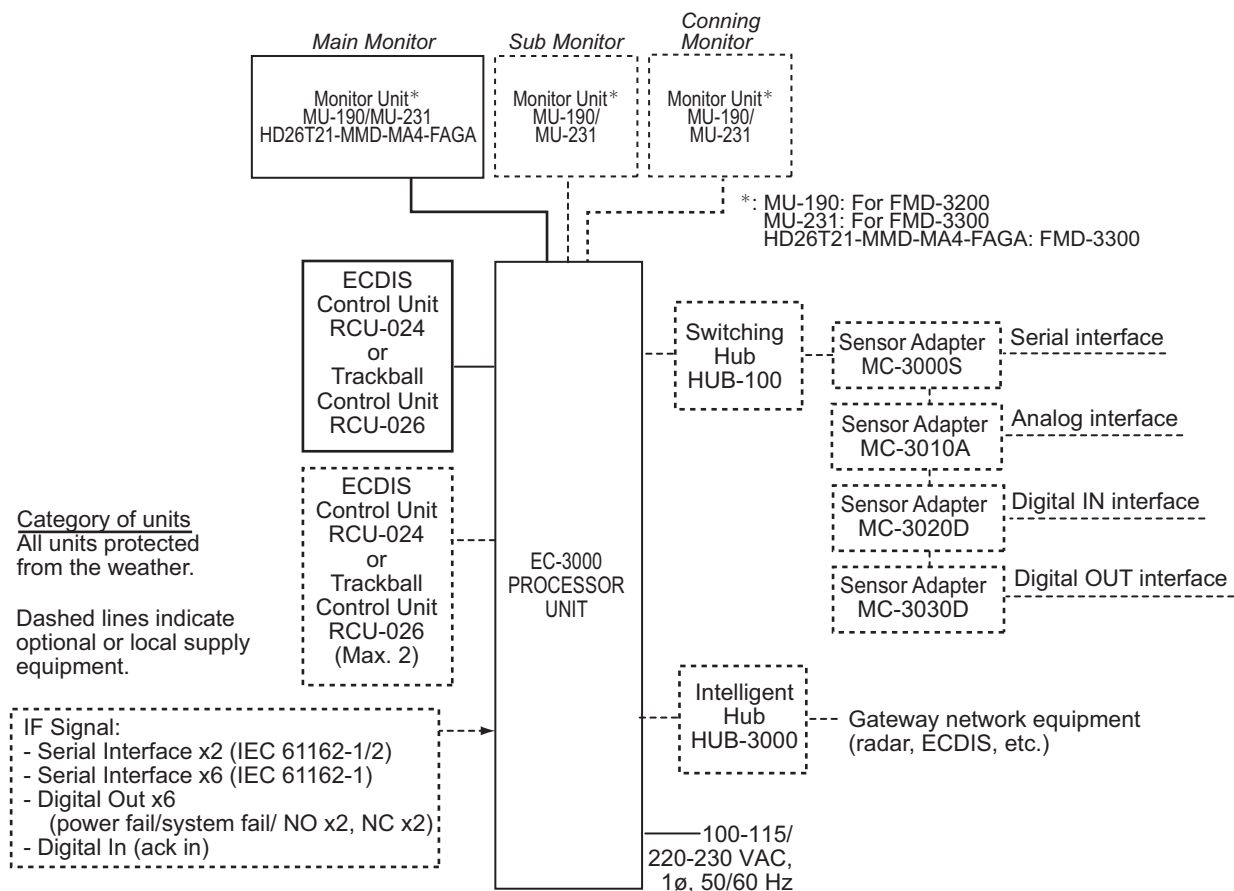 Main Monitor
Sub Monitor
Conning
Monitor
Monitor Unit*
MU-190/MU-231
HD26T21-MMD-MA4-FAGA
Monitor Unit*
MU-190/
MU-231
Monitor Unit*
MU-190/
MU-231
*: MU-190: For FMD-3200
MU-231: For FMD-3300
HD26T21-MMD-MA4-FAGA: FMD-3300
ECDIS
Control Unit
RCU-024
or
Trackball
Control Unit
RCU-026
ECDIS
Control Unit
RCU-024
or
Trackball
Control Unit
RCU-026
(Max. 2)
Category of units
All units protected
from the weather.
Dashed lines indicate
optional or local supply
equipment.
IF Signal:
- Serial Interface x2 (IEC 61162-1/2)
- Serial Interface x6 (IEC 61162-1)
- Digital Out x6
(power fail/system fail/ NO x2, NC x2)
- Digital In (ack in)
EC-3000
PROCESSOR
UNIT
Switching
Hub
HUB-100
Sensor Adapter
MC-3000S
Serial interface
Sensor Adapter
MC-3010A
Analog interface
Sensor Adapter
MC-3020D
Digital IN interface
Sensor Adapter
MC-3030D
Digital OUT interface
Intelligent
Hub
HUB-3000
Gateway network equipment
(radar, ECDIS, etc.)
100-115/
220-230 VAC,
1ø, 50/60 Hz